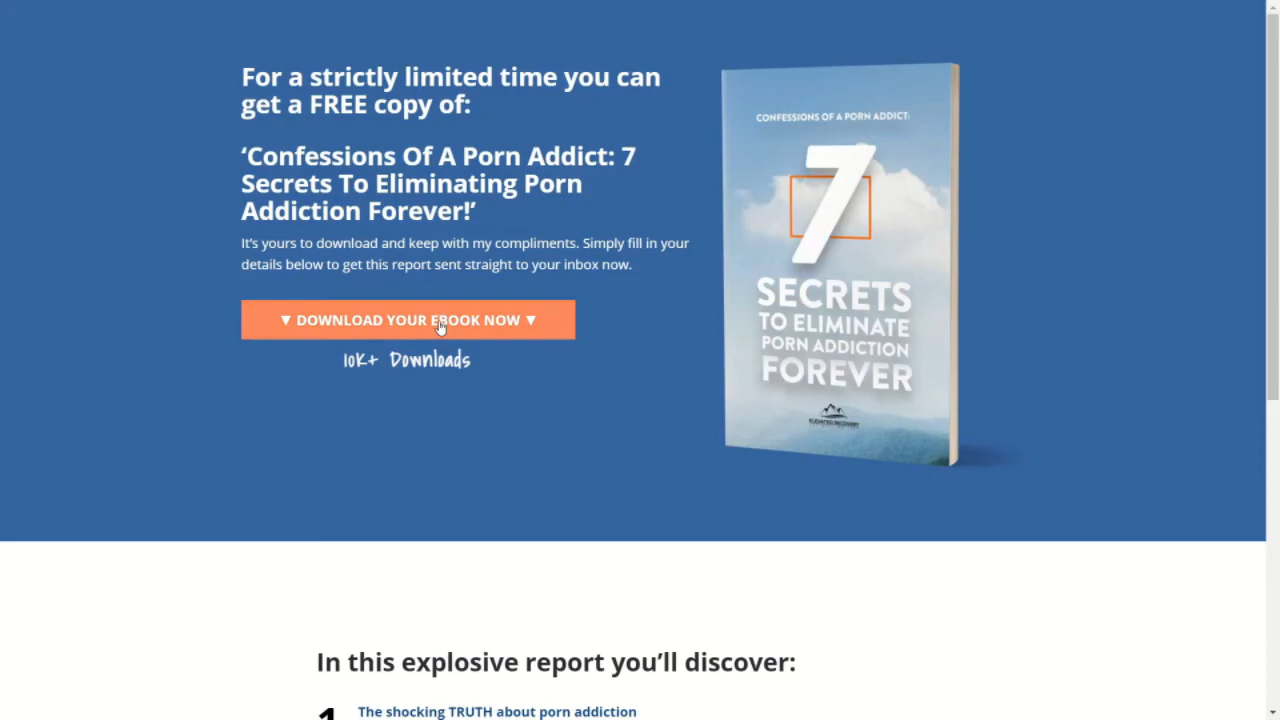 For a strictly limited time you can
get a FREE copy of:
‘Confessions Of A Porn Addict: 7
Secrets To Eliminating Porn
Addiction Forever!’
It’s yours to download and keep with my compliments. Simply fill in your
details below to get this report sent straight to your inbox now.
▼ DOWNLOAD YOUR EBOOK NOW ▼
10K+ Downloads
CONFESSIONS OF A PORN ADDICT:
7
SECRETS
TO ELIMINATE
PORN ADDICTION
FOREVER
ELEVATED RECOVERY
In this explosive report you’ll discover:
1
The shocking TRUTH about porn addiction